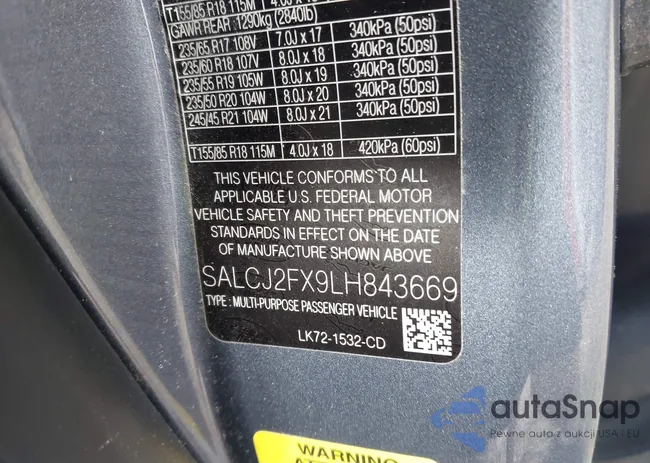 T155/85 R18 115M 4.0J x 18
GAWR REAR: 1290kg (2840lb)
235/65 R17 108V 7.0J x 17 340kPa (50psi)
235/60 R18 107V 8.0J x 18 340kPa (50psi)
235/55 R19 105W 8.0J x 19 340kPa (50psi)
235/50 R20 104W 8.0J x 20 340kPa (50psi)
245/45 R21 104W 8.0J x 21 340kPa (50psi)
T155/85 R18 115M 4.0J x 18 420kPa (60psi)
THIS VEHICLE CONFORMS TO ALL
APPLICABLE U.S. FEDERAL MOTOR
VEHICLE SAFETY AND THEFT PREVENTION
STANDARDS IN EFFECT ON THE DATE
OF MANUFACTURE SHOWN ABOVE
SALCJ2FX9LH843669
TYPE : MULTI-PURPOSE PASSENGER VEHICLE
LK72-1532-CD
autaSnap
Pewne auta z aukcji USA i EU
WARNING